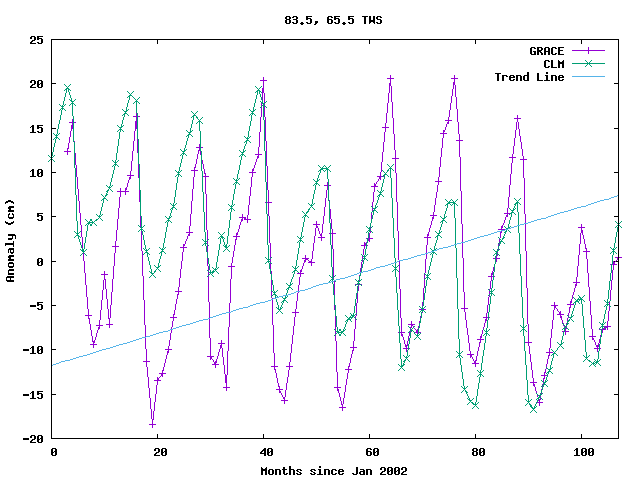 83.5, 65.5 TWS
GRACE
CLM
Trend Line
Anomaly (cm)
25
20
15
10
5
0
-5
-10
-15
-20
0 20 40 60 80 100
Months since Jan 2002